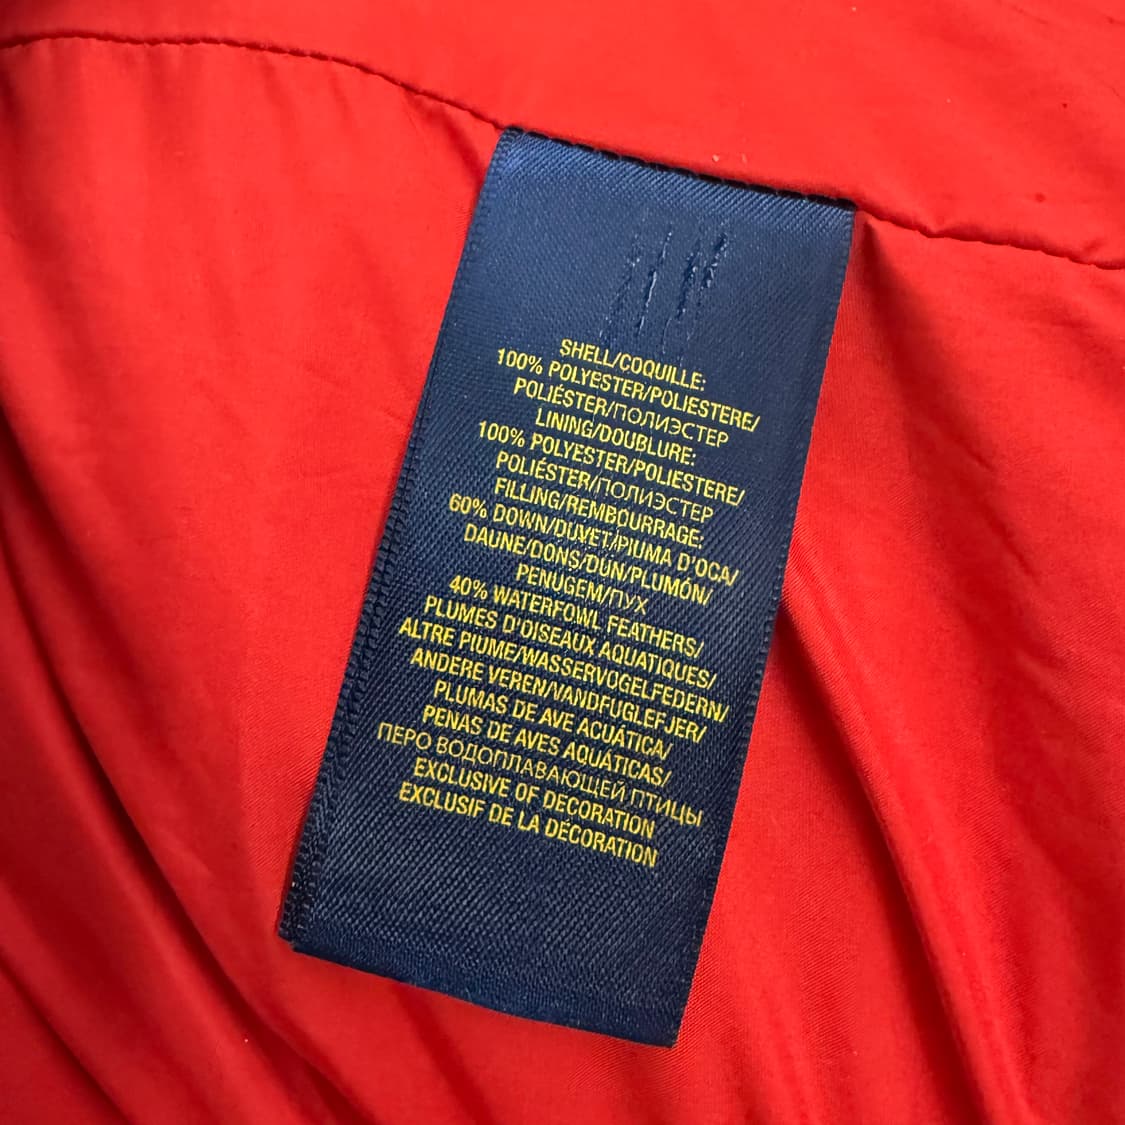 SHELL/COQUILLE:
100% POLYESTER/POLIESTERE/
POLIÉSTER/ПОЛИЭСТЕР
LINING/DOUBLURE:
100% POLYESTER/POLIESTERE/
POLIÉSTER/ПОЛИЭСТЕР
FILLING/REMBOURRAGE:
60% DOWN/DUVET/PIUMA D'OCA/
DAUNE/DONS/DUN/PLUMÓN/
PENUGEM/ПУХ
40% WATERFOWL FEATHERS/
PLUMES D'OISEAUX AQUATIQUES/
ALTRE PIUME/WASSERVOGELFEDERN/
ANDERE VEREN/VANDFUGLEFJER/
PLUMAS DE AVE ACUÁTICA/
PENAS DE AVES AQUÁTICAS/
ПЕРО ВОДОПЛАВАЮЩЕЙ ПТИЦЫ
EXCLUSIVE OF DECORATION
EXCLUSIF DE LA DÉCORATION